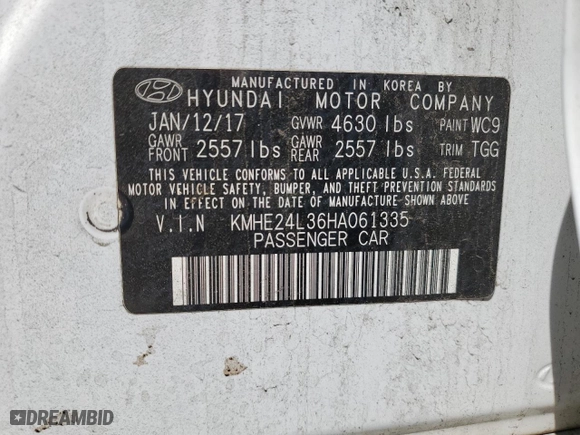 MANUFACTURED IN KOREA BY
HYUNDAI MOTOR COMPANY
JAN/12/17 GVWR 4630 lbs PAINT WC9
GAWR FRONT 2557 lbs GAWR REAR 2557 lbs TRIM TGG
THIS VEHICLE CONFORMS TO ALL APPLICABLE U.S.A. FEDERAL
MOTOR VEHICLE SAFETY, BUMPER, AND THEFT PREVENTION STANDARDS
IN EFFECT ON THE DATE OF MANUFACTURE SHOWN ABOVE
V.I.N KMHE24L36HA061335
PASSENGER CAR
DREAMBID